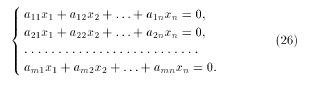 a₁₁x₁ + a₁₂x₂ + … + a₁ₙxₙ = 0,
a₂₁x₁ + a₂₂x₂ + … + a₂ₙxₙ = 0,
. . . . . . . . . . . . . . . . . . . . . . . . . . (26)
aₘ₁x₁ + aₘ₂x₂ + … + aₘₙxₙ = 0.